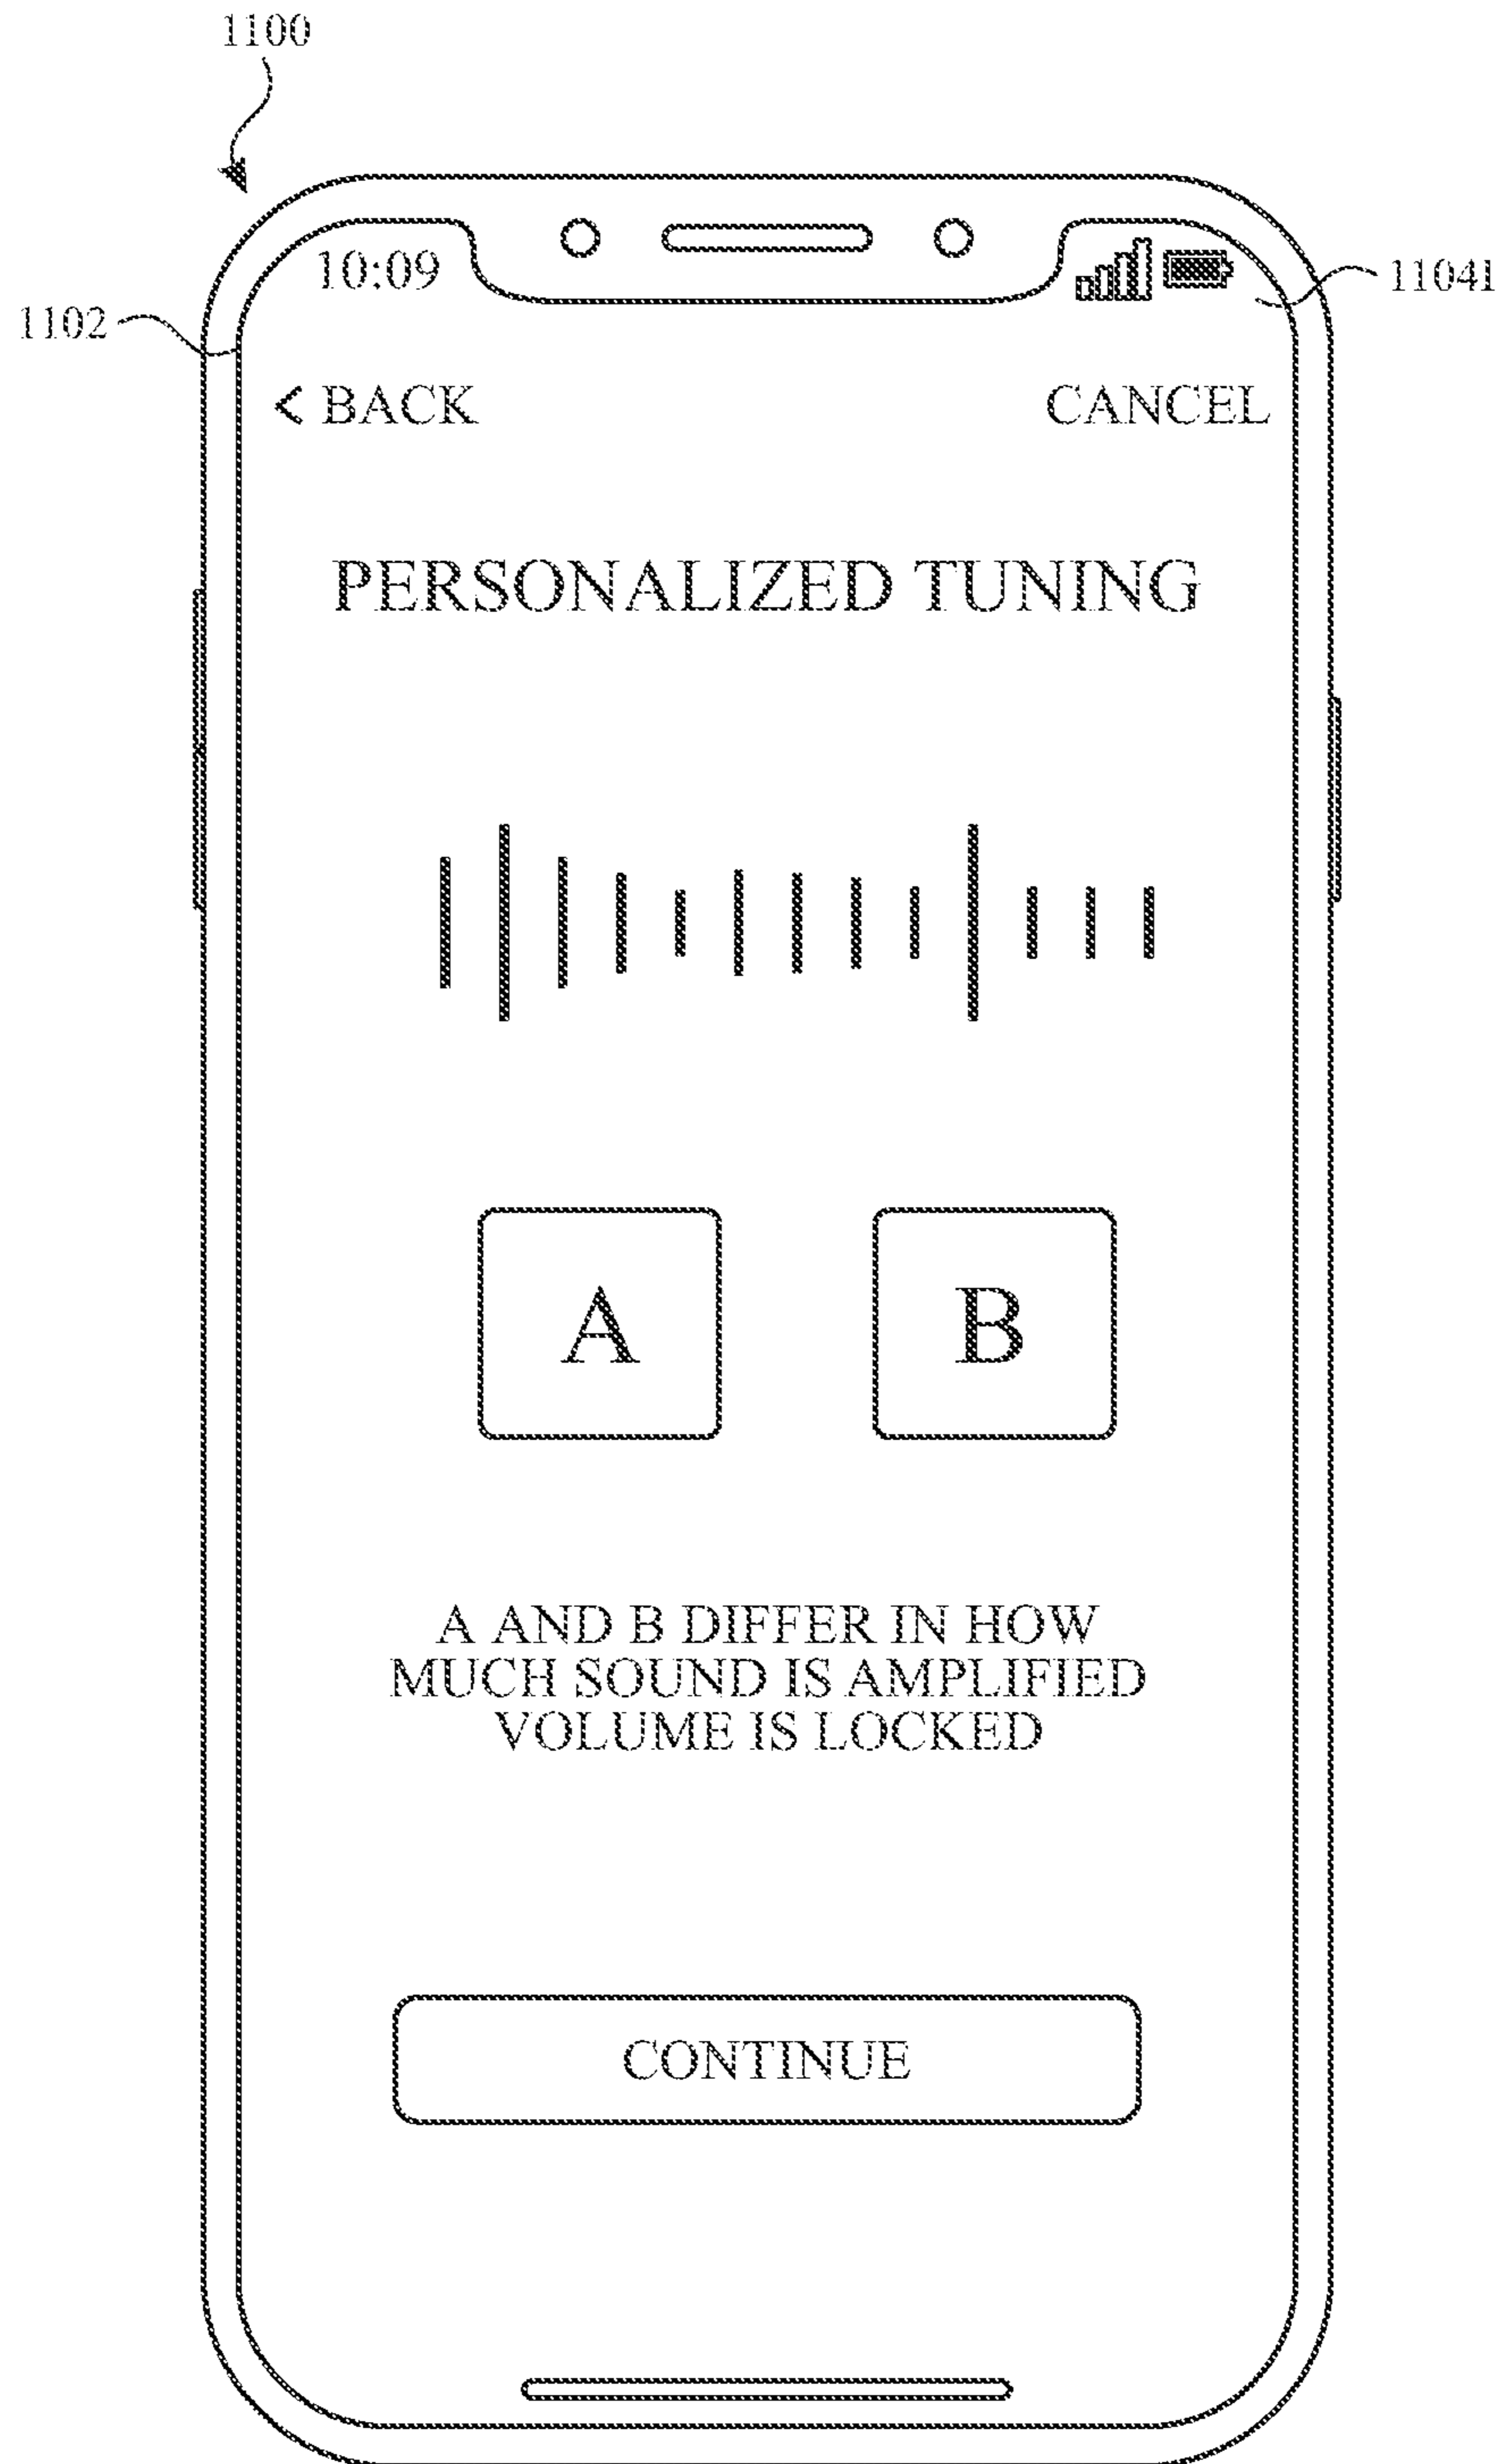 1100
10:09
1104I
1102
< BACK
CANCEL
PERSONALIZED TUNING
A
B
A AND B DIFFER IN HOW
MUCH SOUND IS AMPLIFIED
VOLUME IS LOCKED
CONTINUE